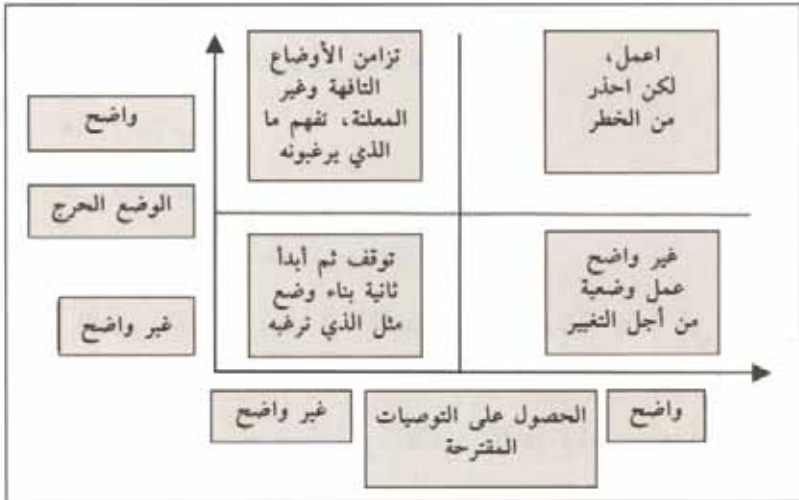 تزامن الأوضاع
التافهة وغير
المعلنة، تفهم ما
الذي يرغبونه
اعمل،
لكن احذر
من الخطر
واضح
الوضع الحرج
غير واضح
توقف ثم أبدأ
ثانية بناء وضع
مثل الذي ترغبه
غير واضح
عمل وضعية
من أجل التغيير
غير واضح
الحصول على التوصيات
المقترحة
واضح